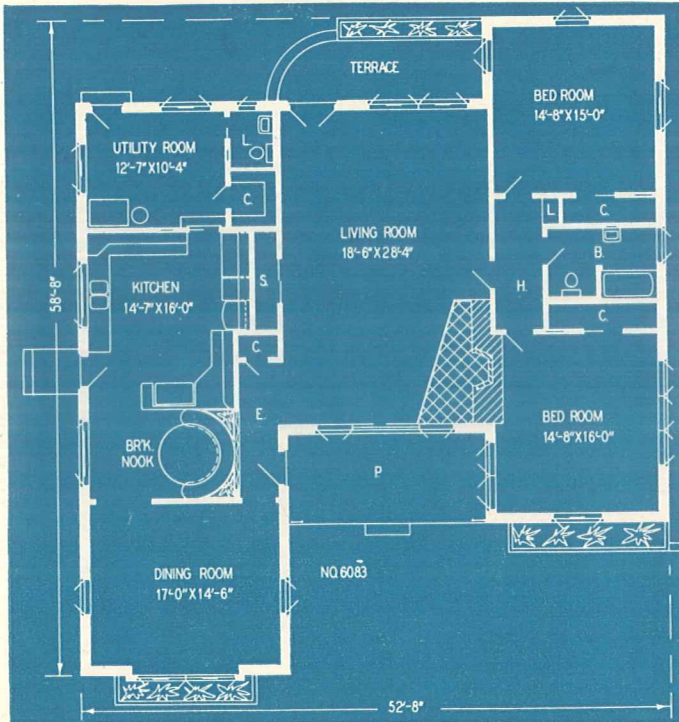 TERRACE
BED ROOM
14'-8"X15'-0"
UTILITY ROOM
12'-7"X10'-4"
L.
C.
LIVING ROOM
18'-6"X28'-4"
L.
C.
B.
H.
C.
KITCHEN
14'-7"X16'-0"
S.
C.
58'-8"
E.
BED ROOM
14'-8"X16'-0"
BR'K.
NOOK
P.
DINING ROOM
17'-0"X14'-6"
NO. 6083
52'-8"